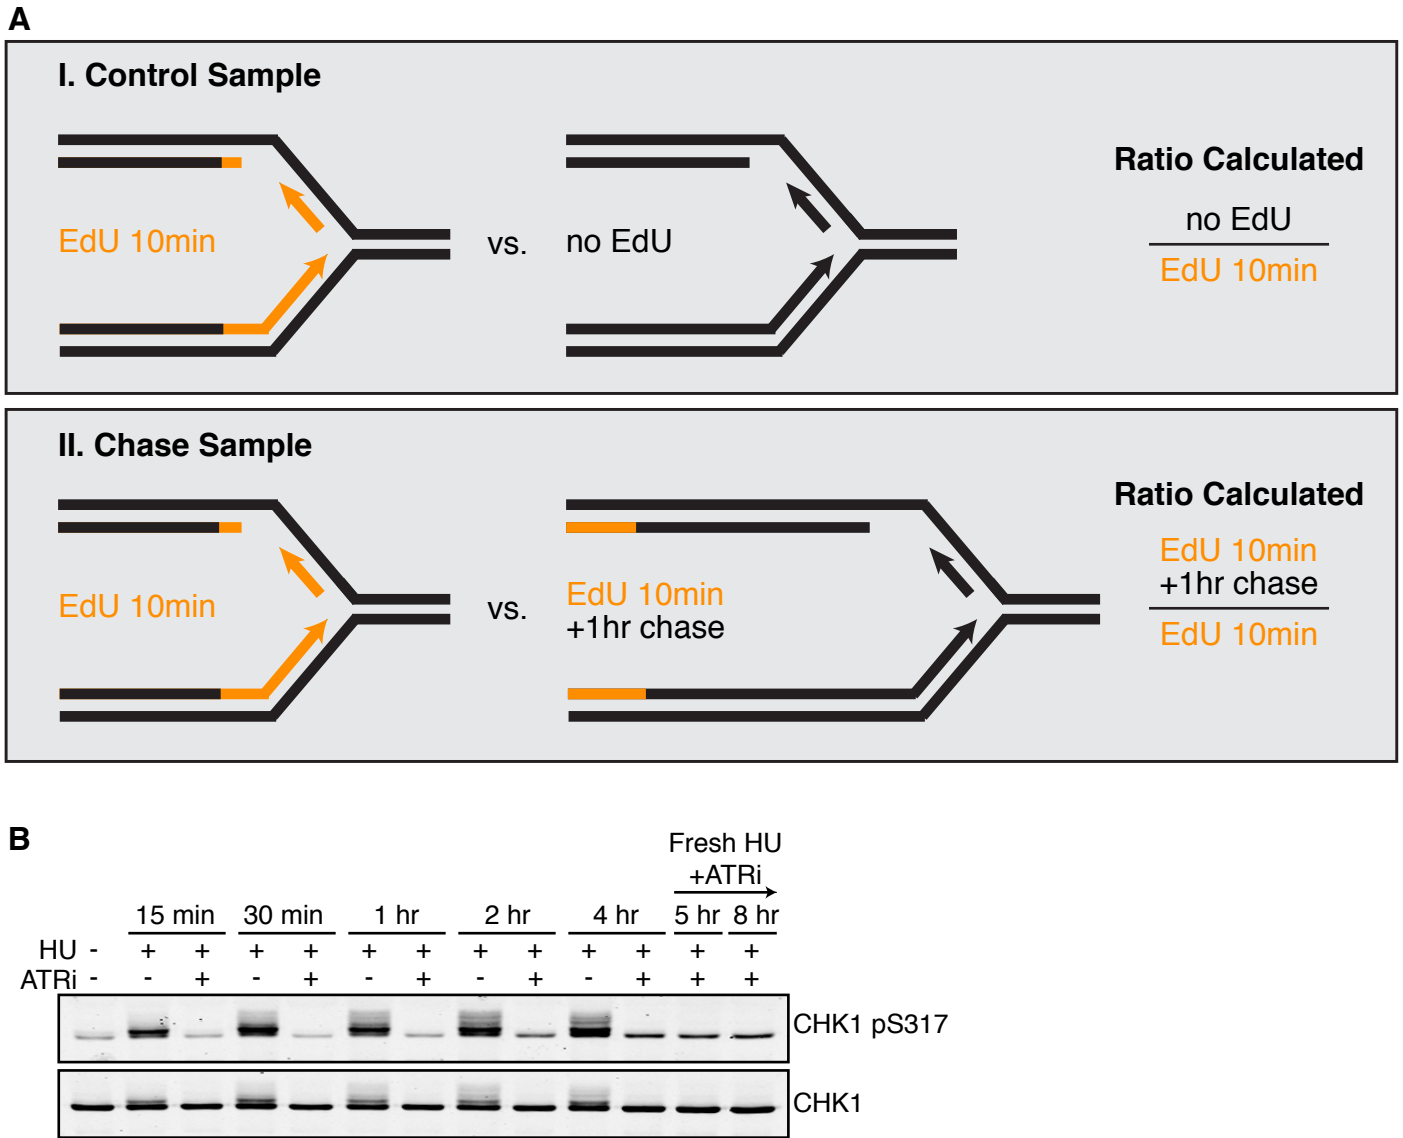 A
I. Control Sample
EdU 10min
vs.
no EdU
Ratio Calculated
no EdU
EdU 10min
II. Chase Sample
EdU 10min
vs.
EdU 10min
+1hr chase
Ratio Calculated
EdU 10min
+1hr chase
EdU 10min
B
Fresh HU
+ATRi
15 min 30 min 1 hr 2 hr 4 hr 5 hr 8 hr
HU - + + + + + + + + + + + +
ATRi - - + - + - + - + - + + +
CHK1 pS317
CHK1